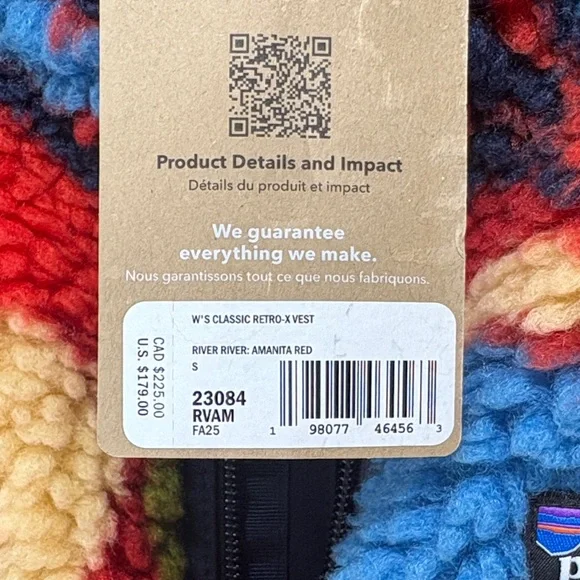 Product Details and Impact
Détails du produit et impact
We guarantee
everything we make.
Nous garantissons tout ce que nous fabriquons.
W'S CLASSIC RETRO-X VEST
RIVER RIVER: AMANITA RED
S
23084
RVAM
FA25
CAD $225.00
U.S. $179.00
1 98077 46456 3